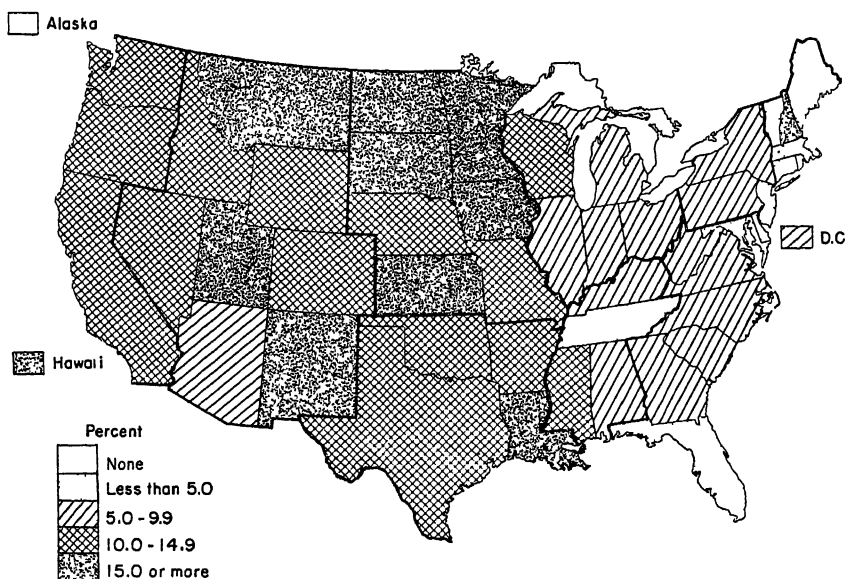 Alaska
D.C
Hawaii
Percent
None
Less than 5.0
5.0-9.9
10.0-14.9
15.0 or more